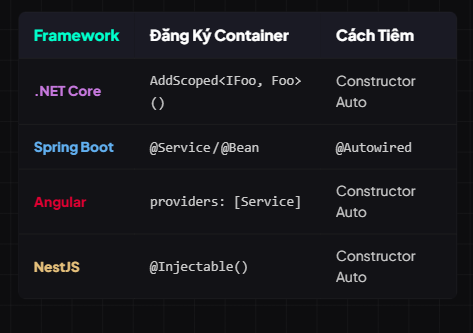 Framework Đăng Ký Container Cách Tiêm
.NET Core AddScoped<IFoo, Foo> Constructor
() Auto
Spring Boot @Service/@Bean @Autowired
Angular providers: [Service] Constructor
Auto
NestJS @Injectable() Constructor
Auto